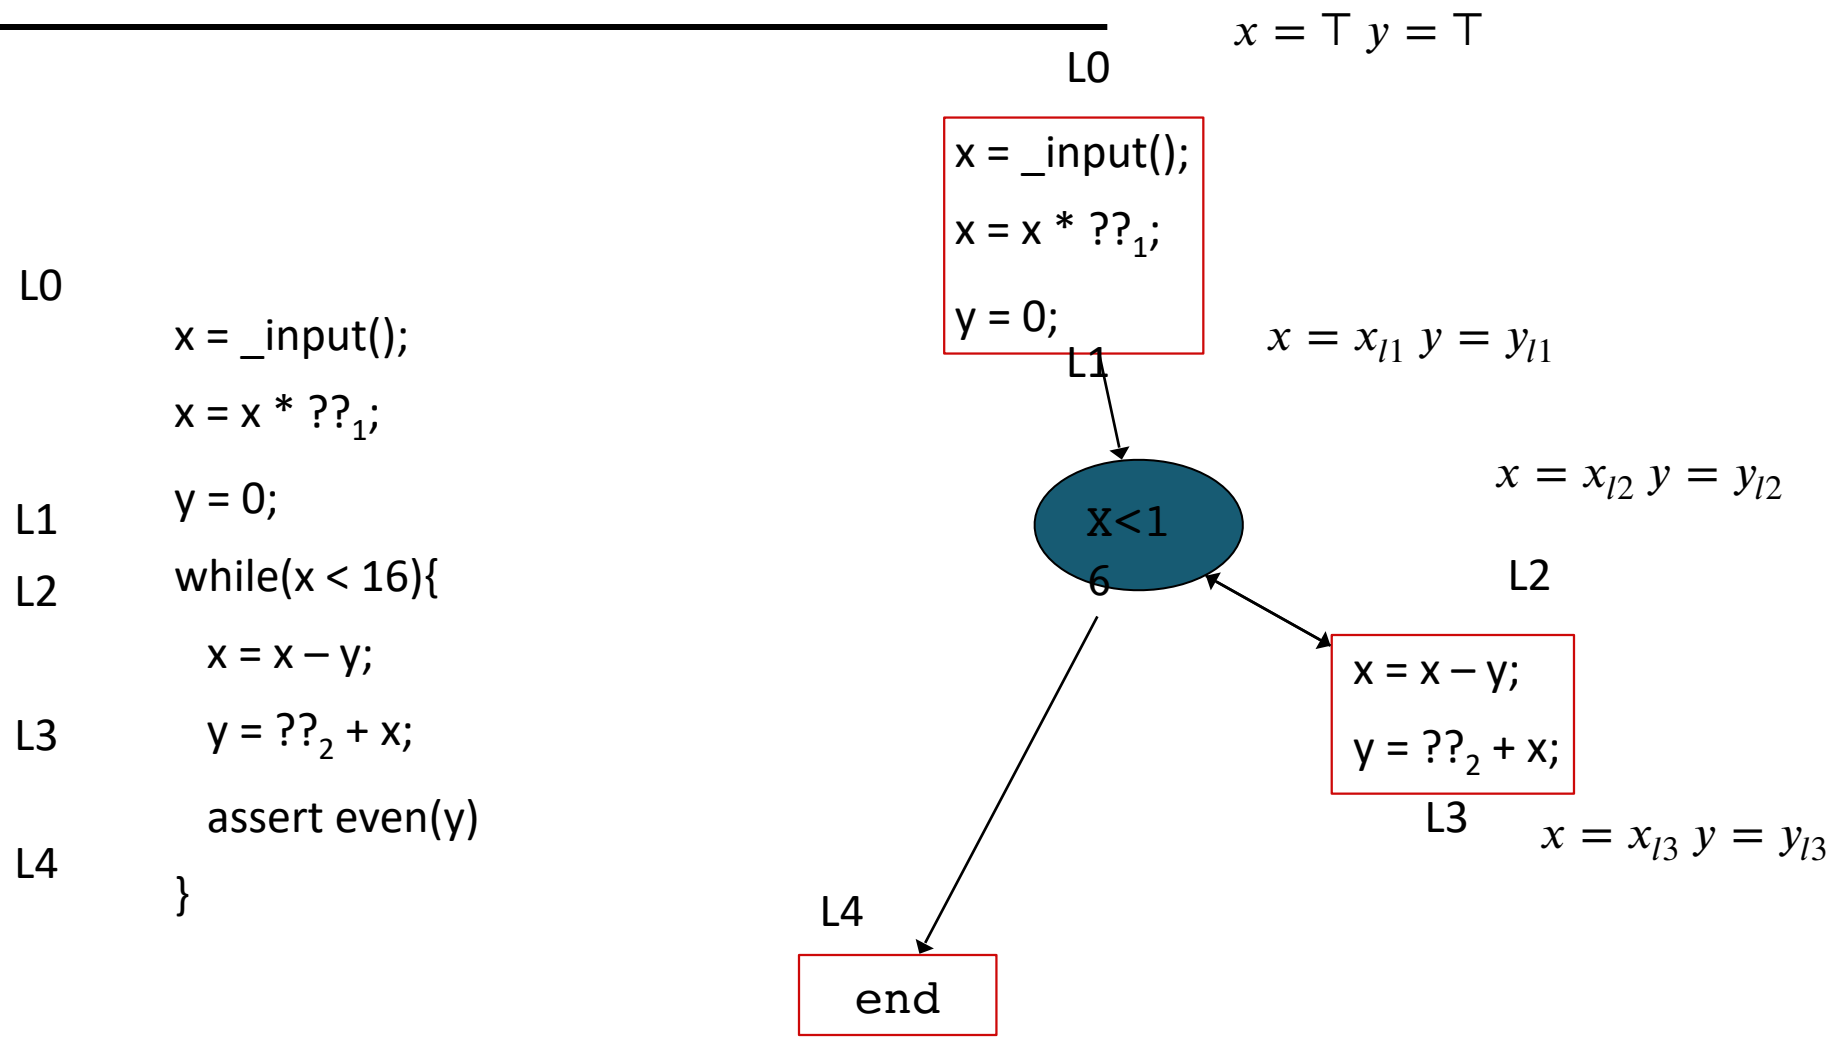 L0
x = _input();
x = x * ??₁;
y = 0;
L1
L2
while(x < 16){
x = x – y;
L3
y = ??₂ + x;
assert even(y)
L4
}
x = ⊤ y = ⊤
L0
x = _input();
x = x * ??₁;
y = 0;
L1
x = xₗ₁ y = yₗ₁
x = xₗ₂ y = yₗ₂
x<1
6
L2
x = x – y;
y = ??₂ + x;
L3
x = xₗ₃ y = yₗ₃
L4
end